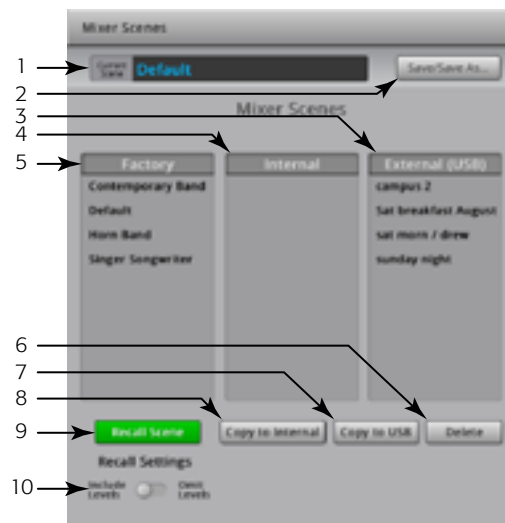 Mixer Scenes
1 Current Scene Default Save/Save As...
2
Mixer Scenes
3
4
5 Factory Internal External (USB)
Contemporary Band campus 2
Default Sat breakfast August
Horn Band sat morn / drew
Singer Songwriter sunday night
6
7
8
9 Recall Scene Copy to Internal Copy to USB Delete
Recall Settings
10 Include Levels Omit Levels